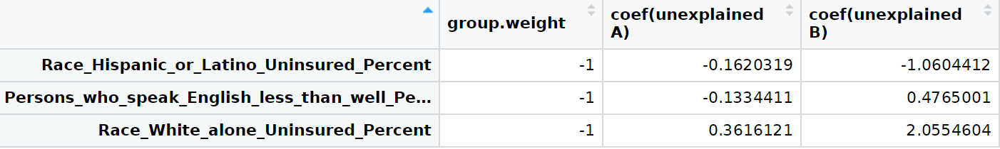 group.weight
coef(unexplained
A)
coef(unexplained
B)
Race_Hispanic_or_Latino_Uninsured_Percent -1 -0.1620319 -1.0604412
Persons_who_speak_English_less_than_well_Pe... -1 -0.1334411 0.4765001
Race_White_alone_Uninsured_Percent -1 0.3616121 2.0554604